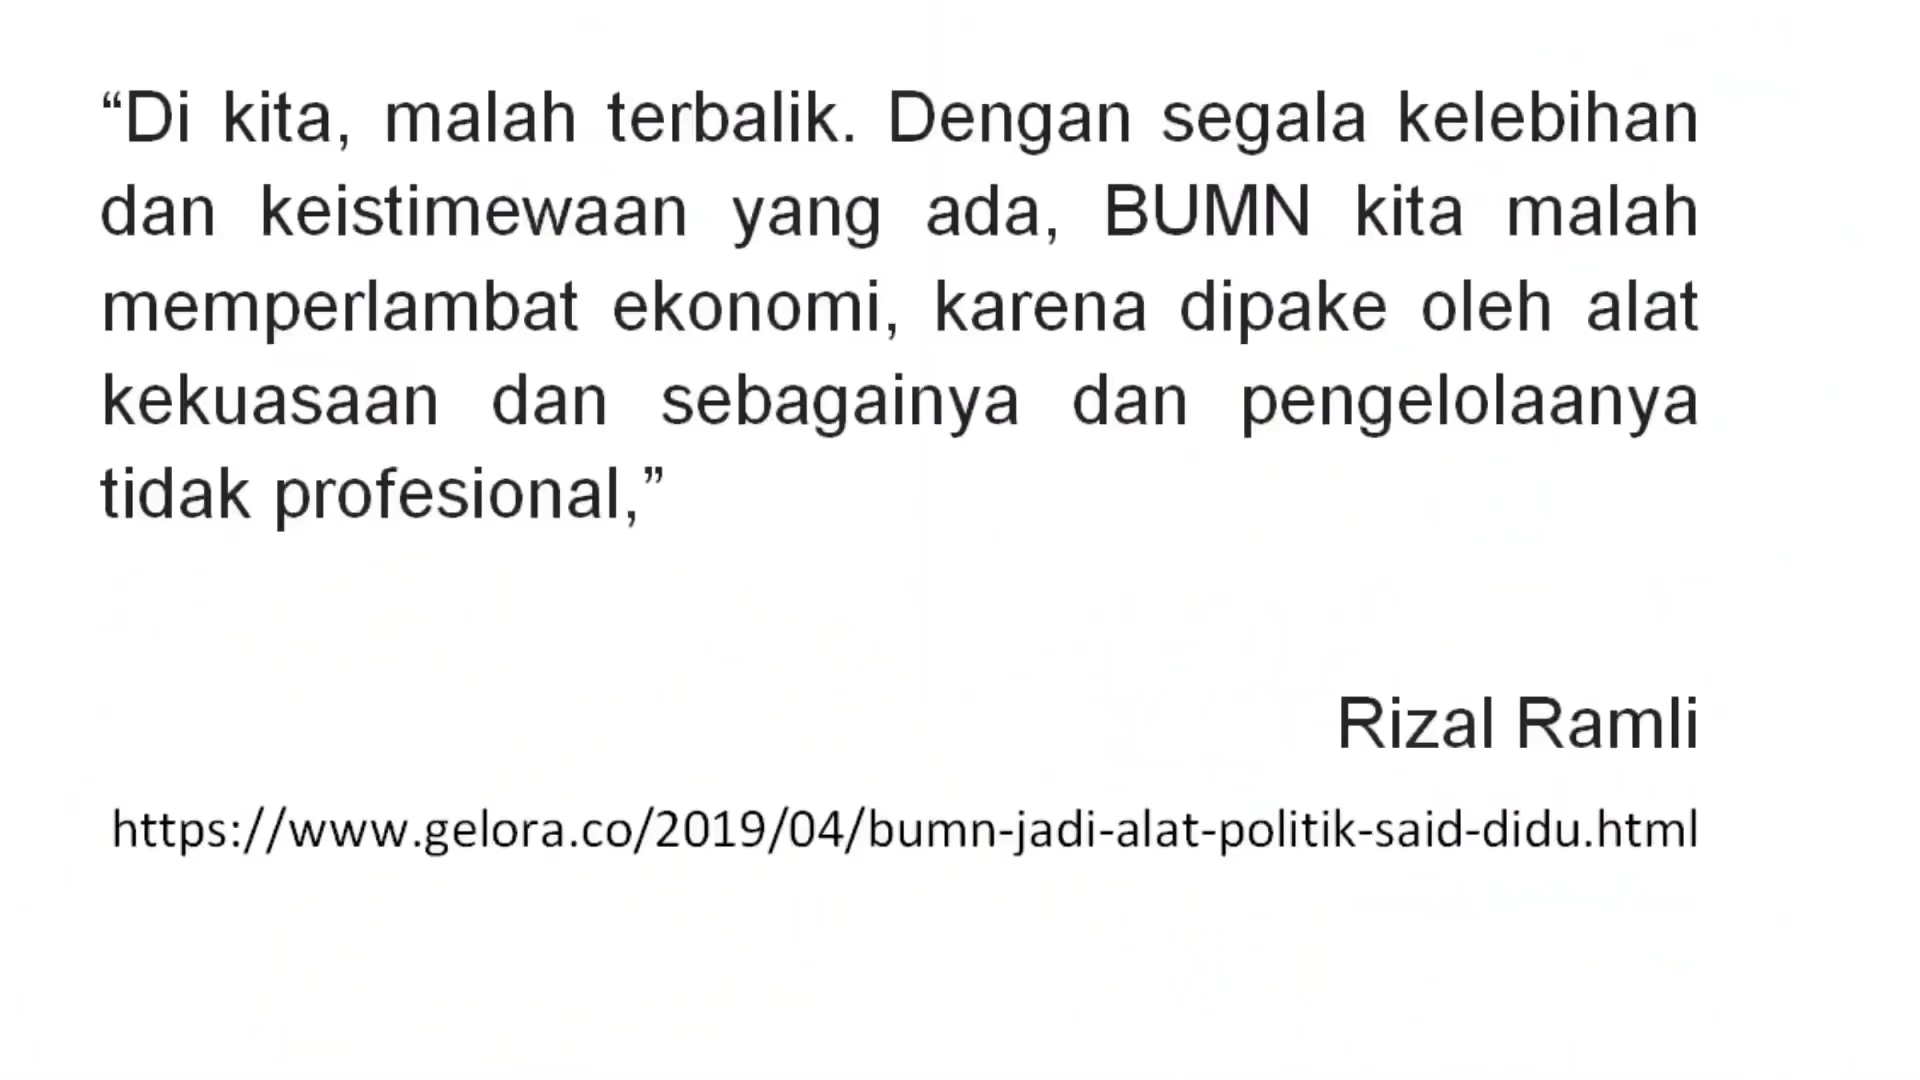 “Di kita, malah terbalik. Dengan segala kelebihan
dan keistimewaan yang ada, BUMN kita malah
memperlambat ekonomi, karena dipake oleh alat
kekuasaan dan sebagainya dan pengelolaanya
tidak profesional,”
Rizal Ramli
https://www.gelora.co/2019/04/bumn-jadi-alat-politik-said-didu.html